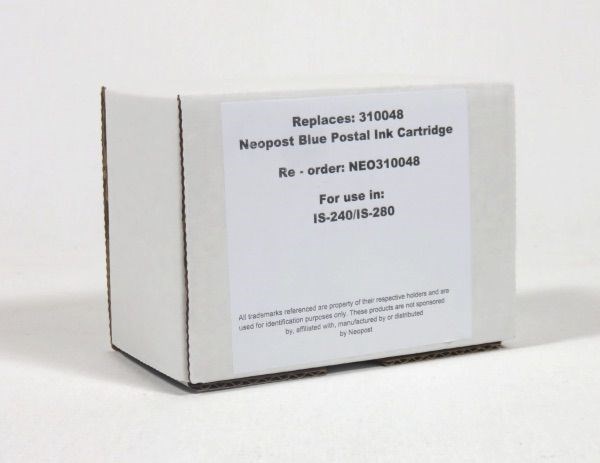 Replaces: 310048
Neopost Blue Postal Ink Cartridge
Re - order: NEO310048
For use in:
IS-240/IS-280
All tradmarks referenced are property of their respective holders and are
used for identification purposes only. These products are not sponsored
by, affiliated with, manufactured by or distributed
by Neopost